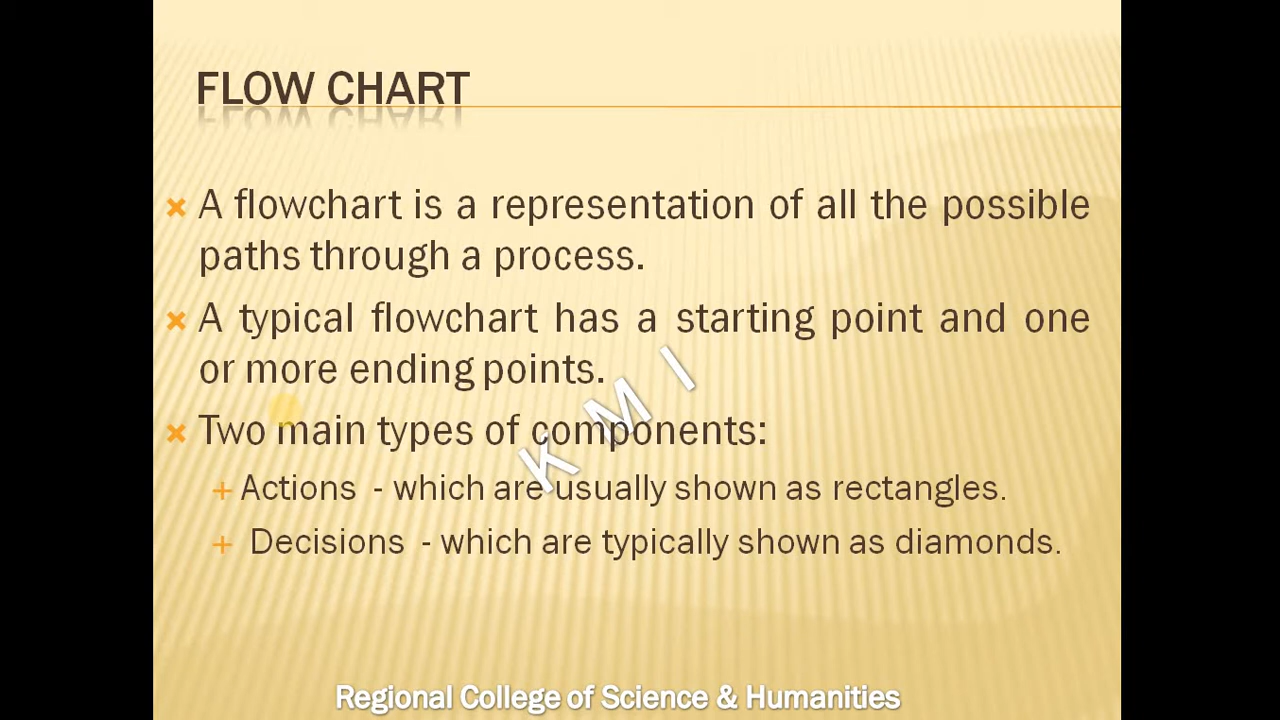 FLOW CHART
A flowchart is a representation of all the possible
paths through a process.
A typical flowchart has a starting point and one
or more ending points.
Two main types of components:
Actions - which are usually shown as rectangles.
Decisions - which are typically shown as diamonds.
K M I
Regional College of Science & Humanities